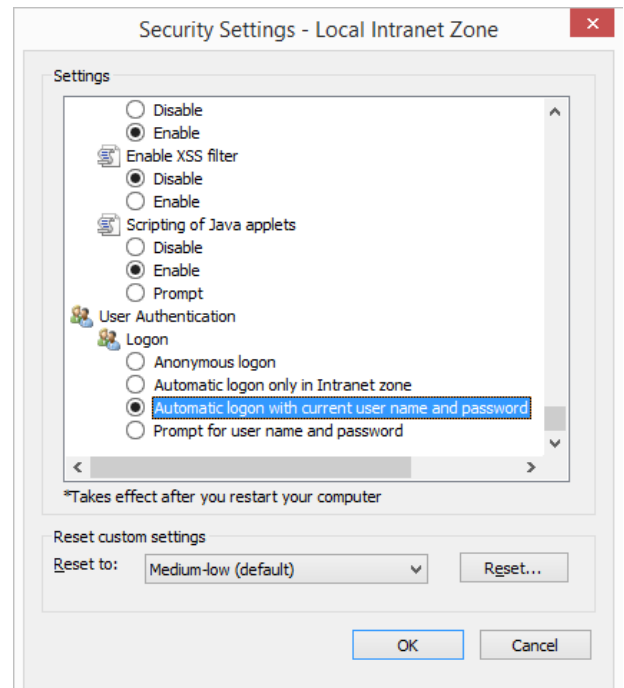 Security Settings - Local Intranet Zone
Settings
Disable
Enable
Enable XSS filter
Disable
Enable
Scripting of Java applets
Disable
Enable
Prompt
User Authentication
Logon
Anonymous logon
Automatic logon only in Intranet zone
Automatic logon with current user name and password
Prompt for user name and password
*Takes effect after you restart your computer
Reset custom settings
Reset to: Medium-low (default) Reset...
OK Cancel